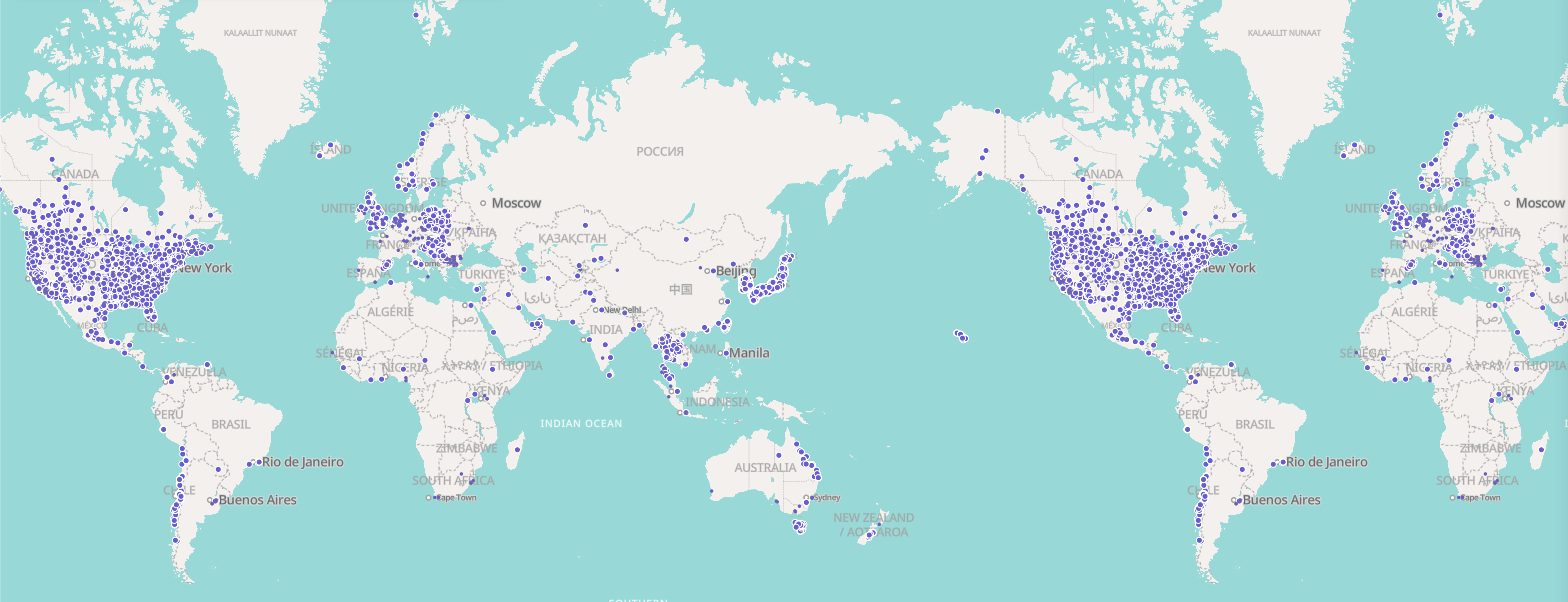 KALAALLIT NUNAAT
KALAALLIT NUNAAT
ÍSLAND
РОССИЯ
ÍSLAND
CANADA
CANADA
SVERIGE
SVERIGE
Moscow
Moscow
UNITED KINGDOM
UNITED KINGDOM
УКРАЇНА
УКРАЇНА
ҚАЗАҚСТАН
FRANCE
FRANCE
New York
New York
Rome
Rome
Beijing
ESPAÑA
TÜRKIYE
ESPAÑA
TÜRKIYE
中国
ایران
New Delhi
ALGÉRIE
مصر
ALGÉRIE
مصر
MÉXICO
CUBA
INDIA
MÉXICO
CUBA
SÉNÉGAL
NAM
Manila
SÉNÉGAL
VENEZUELA
NIGERIA
/ ETHIOPIA
VENEZUELA
NIGERIA
/ ETHIOPIA
KENYA
KENYA
INDONESIA
PERÚ
BRASIL
INDIAN OCEAN
PERÚ
BRASIL
ZIMBABWE
ZIMBABWE
Rio de Janeiro
AUSTRALIA
Rio de Janeiro
CHILE
SOUTH AFRICA
CHILE
SOUTH AFRICA
Buenos Aires
Cape Town
Sydney
Buenos Aires
Cape Town
NEW ZEALAND
/ AOTEAROA
SOUTHERN